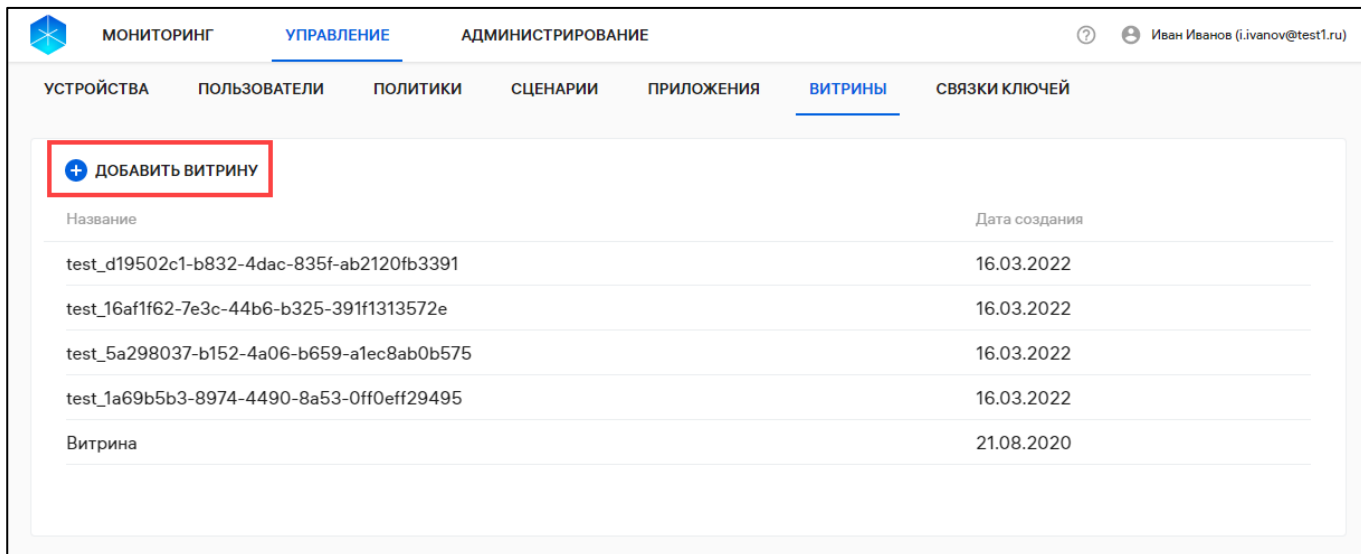 МОНИТОРИНГ УПРАВЛЕНИЕ АДМИНИСТРИРОВАНИЕ ? Иван Иванов (i.ivanov@test1.ru)
УСТРОЙСТВА ПОЛЬЗОВАТЕЛИ ПОЛИТИКИ СЦЕНАРИИ ПРИЛОЖЕНИЯ ВИТРИНЫ СВЯЗКИ КЛЮЧЕЙ
ДОБАВИТЬ ВИТРИНУ
Название Дата создания
test_d19502c1-b832-4dac-835f-ab2120fb3391 16.03.2022
test_16af1f62-7e3c-44b6-b325-391f1313572e 16.03.2022
test_5a298037-b152-4a06-b659-a1ec8ab0b575 16.03.2022
test_1a69b5b3-8974-4490-8a53-0ff0eff29495 16.03.2022
Витрина 21.08.2020